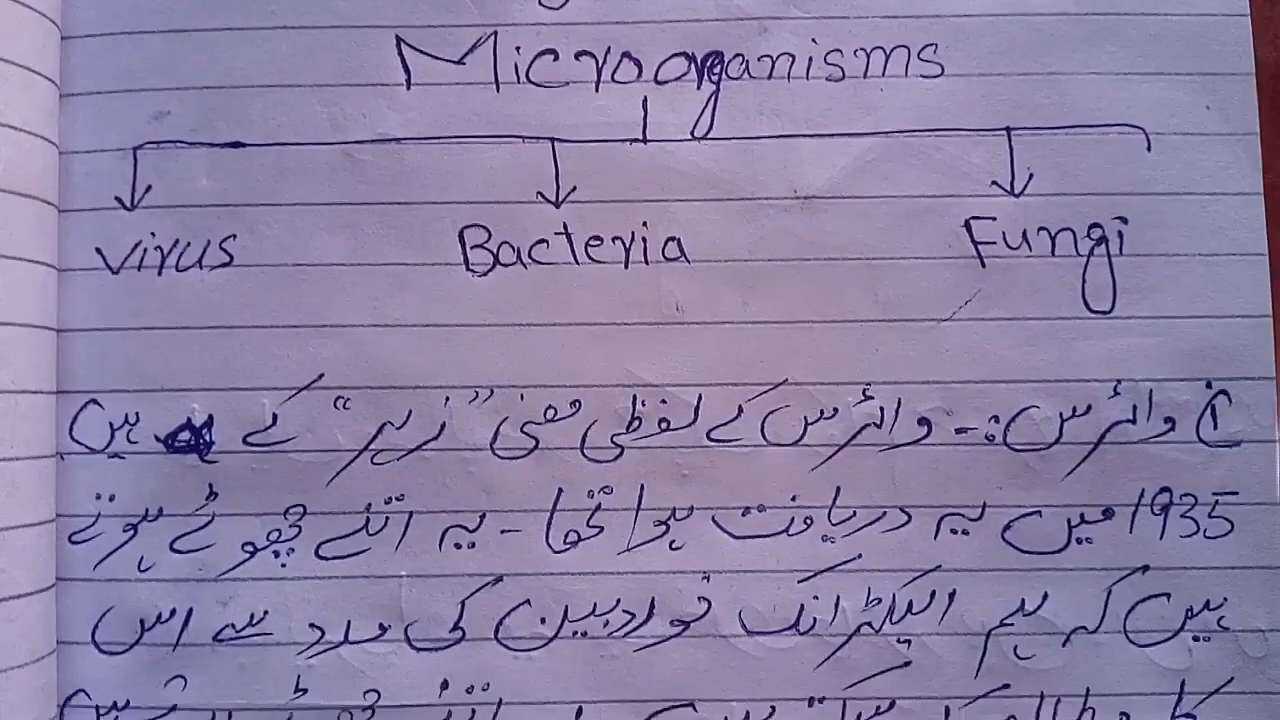 Microorganisms
Virus Bacteria Fungi
① وائرس:- وائرس کے لفظی معنی "زہر" کے ہیں
1935 میں یہ دریافت ہوا تھا - یہ اتنے چھوٹے ہوتے
ہیں کہ ہم الیکٹرانک خوردبین کی مدد سے اس